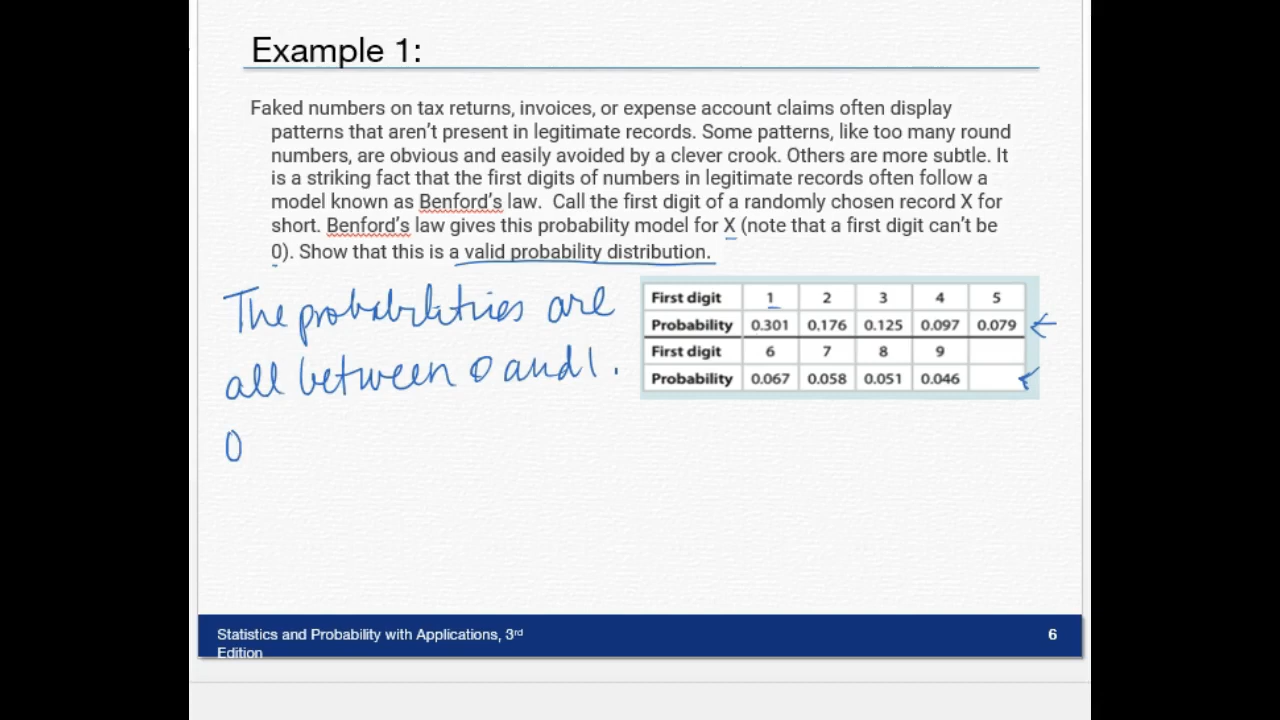 Example 1:
Faked numbers on tax returns, invoices, or expense account claims often display
patterns that aren't present in legitimate records. Some patterns, like too many round
numbers, are obvious and easily avoided by a clever crook. Others are more subtle. It
is a striking fact that the first digits of numbers in legitimate records often follow a
model known as Benford's law.  Call the first digit of a randomly chosen record X for
short. Benford's law gives this probability model for X (note that a first digit can't be
0). Show that this is a valid probability distribution.
The probabilities are
all between 0 and 1.
0
First digit 1 2 3 4 5
Probability 0.301 0.176 0.125 0.097 0.079
First digit 6 7 8 9
Probability 0.067 0.058 0.051 0.046
Statistics and Probability with Applications, 3rd
Edition
6